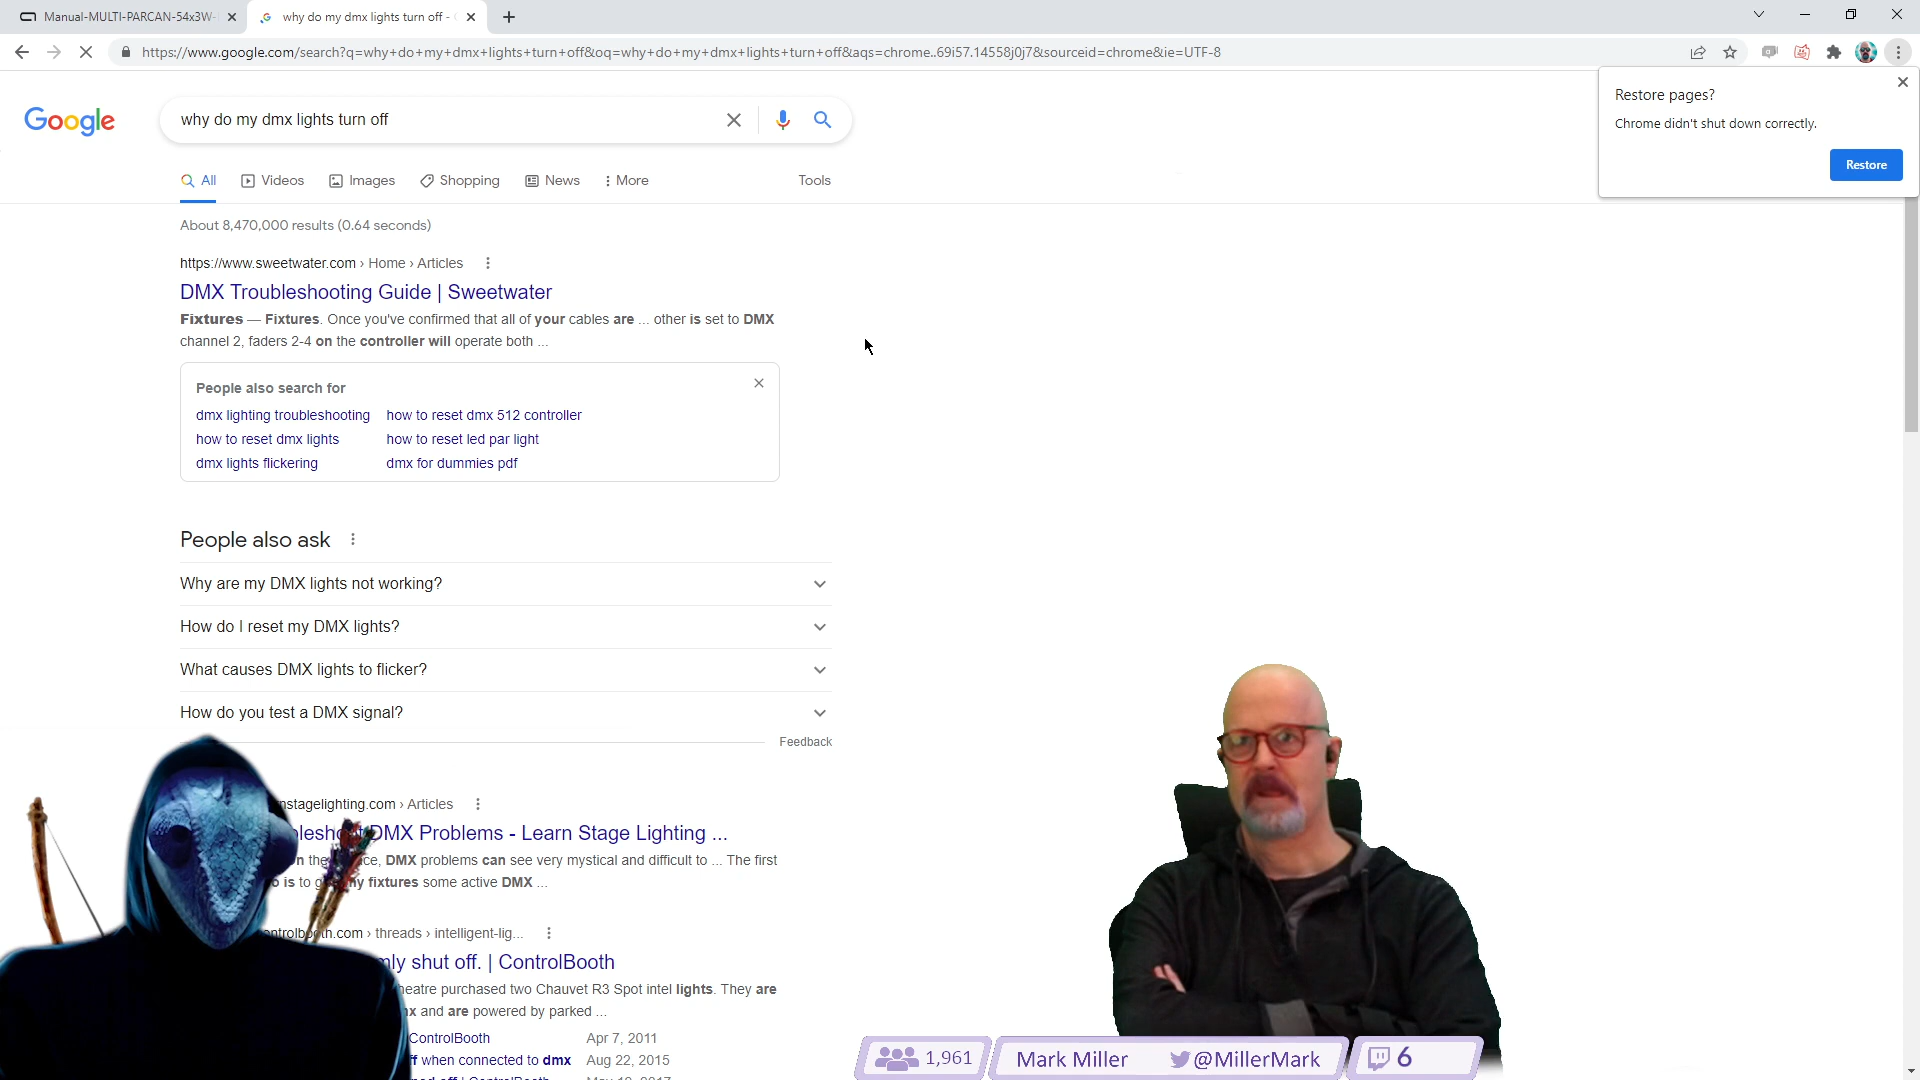 Manual-MULTI-PARCAN-54x3W-
why do my dmx lights turn off -
https://www.google.com/search?q=why+do+my+dmx+lights+turn+off&oq=why+do+my+dmx+lights+turn+off&aqs=chrome..69i57.14558j0j7&sourceid=chrome&ie=UTF-8
Restore pages?
Chrome didn't shut down correctly.
Restore
Google
why do my dmx lights turn off
All
Videos
Images
Shopping
News
More
Tools
About 8,470,000 results (0.64 seconds)
https://www.sweetwater.com › Home › Articles
DMX Troubleshooting Guide | Sweetwater
Fixtures — Fixtures. Once you've confirmed that all of your cables are ... other is set to DMX
channel 2, faders 2-4 on the controller will operate both ...
People also search for
dmx lighting troubleshooting how to reset dmx 512 controller
how to reset dmx lights how to reset led par light
dmx lights flickering dmx for dummies pdf
People also ask
Why are my DMX lights not working?
How do I reset my DMX lights?
What causes DMX lights to flicker?
How do you test a DMX signal?
Feedback
nstagelighting.com › Articles
DMX Problems - Learn Stage Lighting ...
DMX problems can see very mystical and difficult to ... The first
is to my fixtures some active DMX ...
.com › threads › intelligent-lig...
mly shut off. | ControlBooth
heatre purchased two Chauvet R3 Spot intel lights. They are
and are powered by parked ...
ControlBooth Apr 7, 2011
when connected to dmx Aug 22, 2015
1,961
Mark Miller
@MillerMark
6